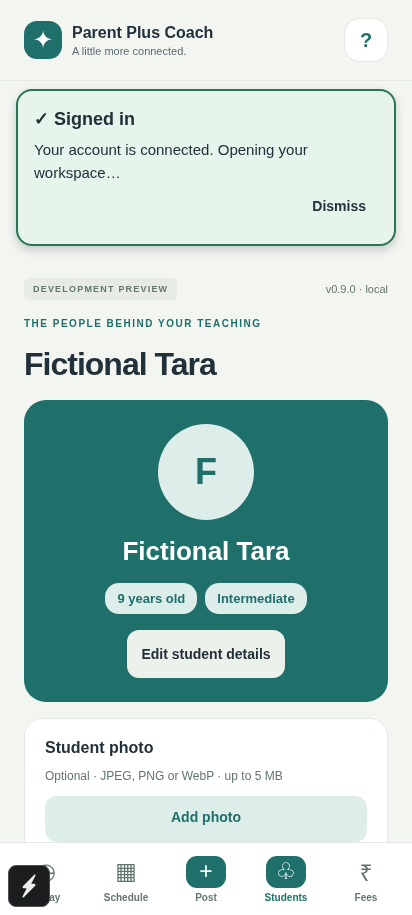 Parent Plus Coach
A little more connected.
?
✓ Signed in
Your account is connected. Opening your
workspace…
Dismiss
DEVELOPMENT PREVIEW
v0.9.0 · local
THE PEOPLE BEHIND YOUR TEACHING
Fictional Tara
F
Fictional Tara
9 years old
Intermediate
Edit student details
Student photo
Optional · JPEG, PNG or WebP · up to 5 MB
Add photo
Schedule
+
Post
Students
₹
Fees